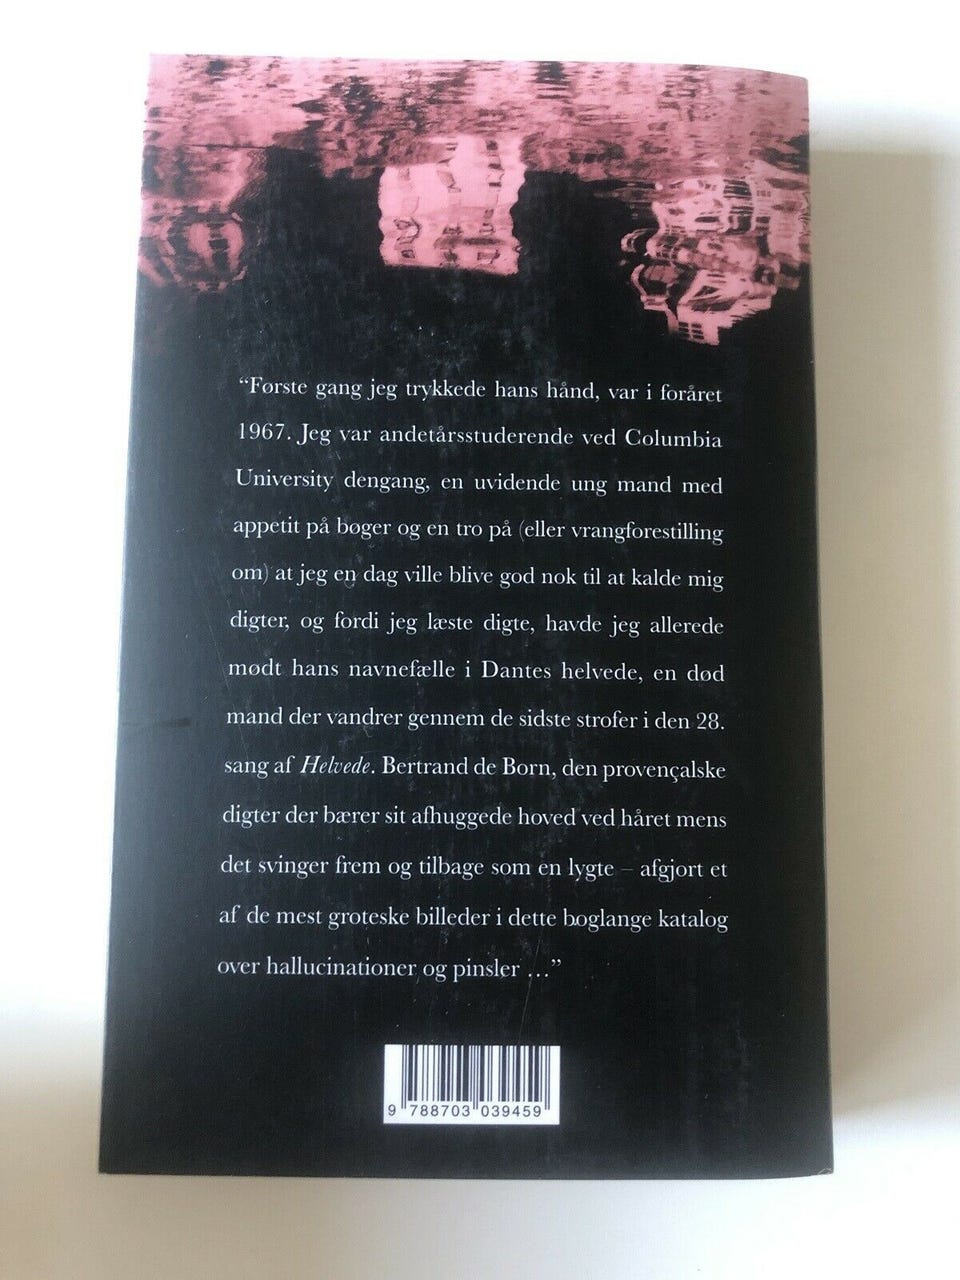 “Første gang jeg trykkede hans hånd, var i foråret
1967. Jeg var andetårsstuderende ved Columbia
University dengang, en uvidende ung mand med
appetit på bøger og en tro på (eller vrangforestilling
om) at jeg en dag ville blive god nok til at kalde mig
digter, og fordi jeg læste digte, havde jeg allerede
mødt hans navnefælle i Dantes helvede, en død
mand der vandrer gennem de sidste strofer i den 28.
sang af Helvede. Bertrand de Born, den provençalske
digter der bærer sit afhuggede hoved ved håret mens
det svinger frem og tilbage som en lygte – afgjort et
af de mest groteske billeder i dette boglange katalog
over hallucinationer og pinsler …”
9 788703 039459